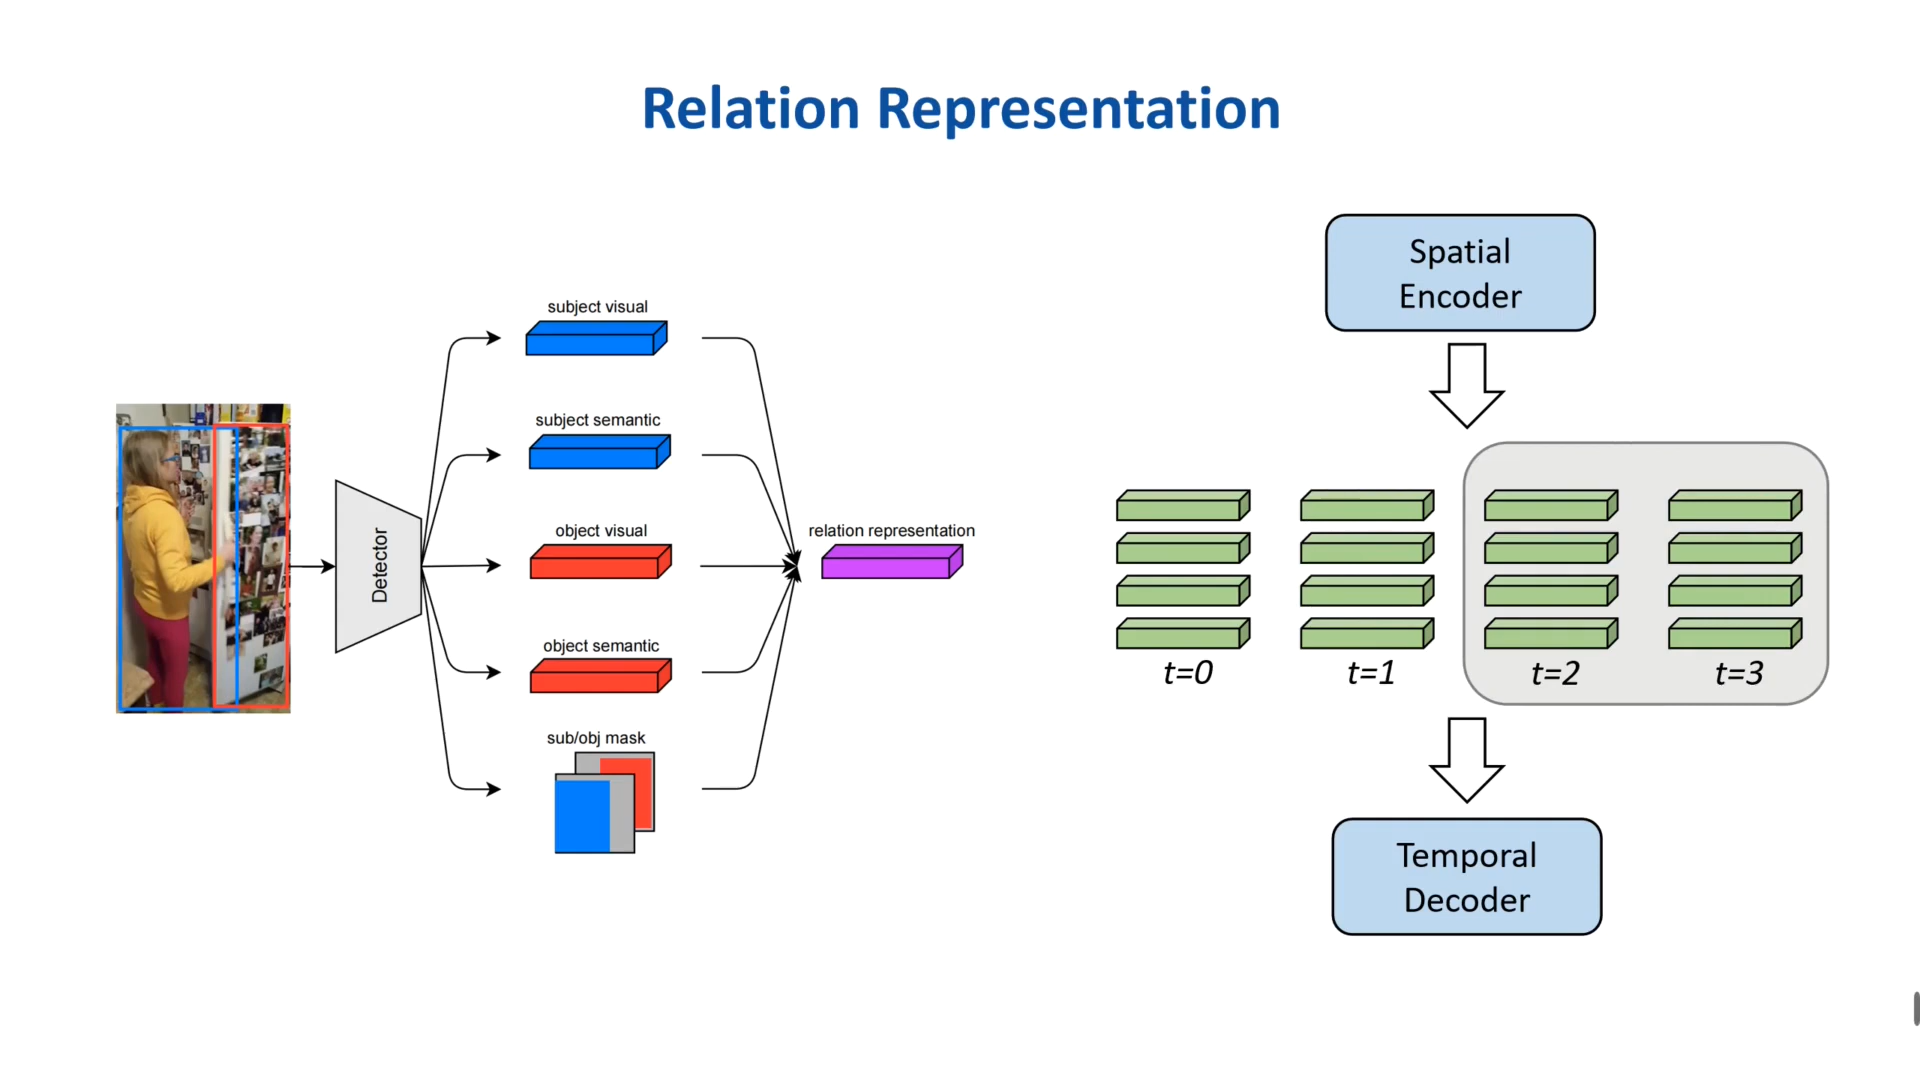 Relation Representation
subject visual
subject semantic
object visual
object semantic
sub/obj mask
Detector
relation representation
Spatial
Encoder
t=0
t=1
t=2
t=3
Temporal
Decoder